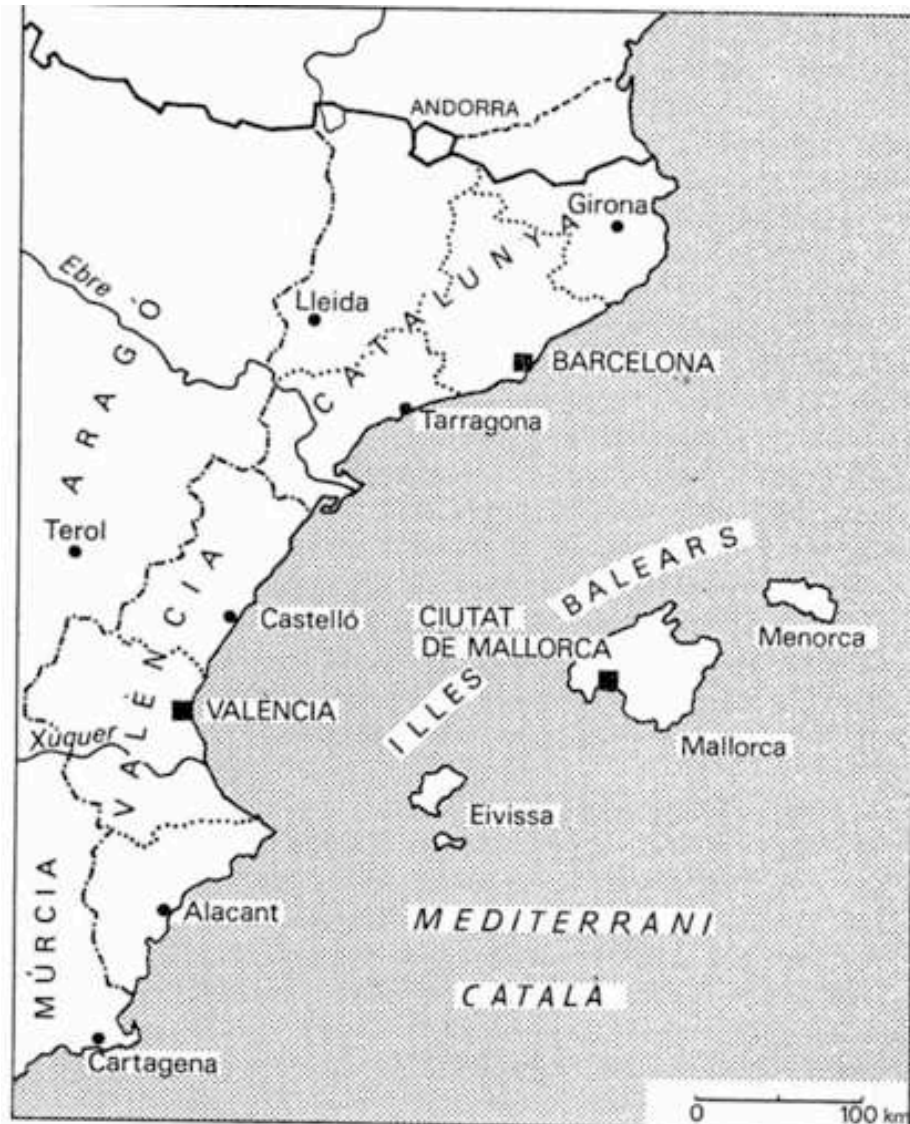 ANDORRA
Girona
CATALUNYA
Ebre
Lleida
ARAGÓ
BARCELONA
Tarragona
Terol
BALEARS
ILLES
CIUTAT
DE MALLORCA
Menorca
Castelló
VALÈNCIA
VALÈNCIA
Mallorca
Xúquer
Eivissa
MÚRCIA
Alacant
MEDITERRANI
CATALÀ
Cartagena
0 100 km